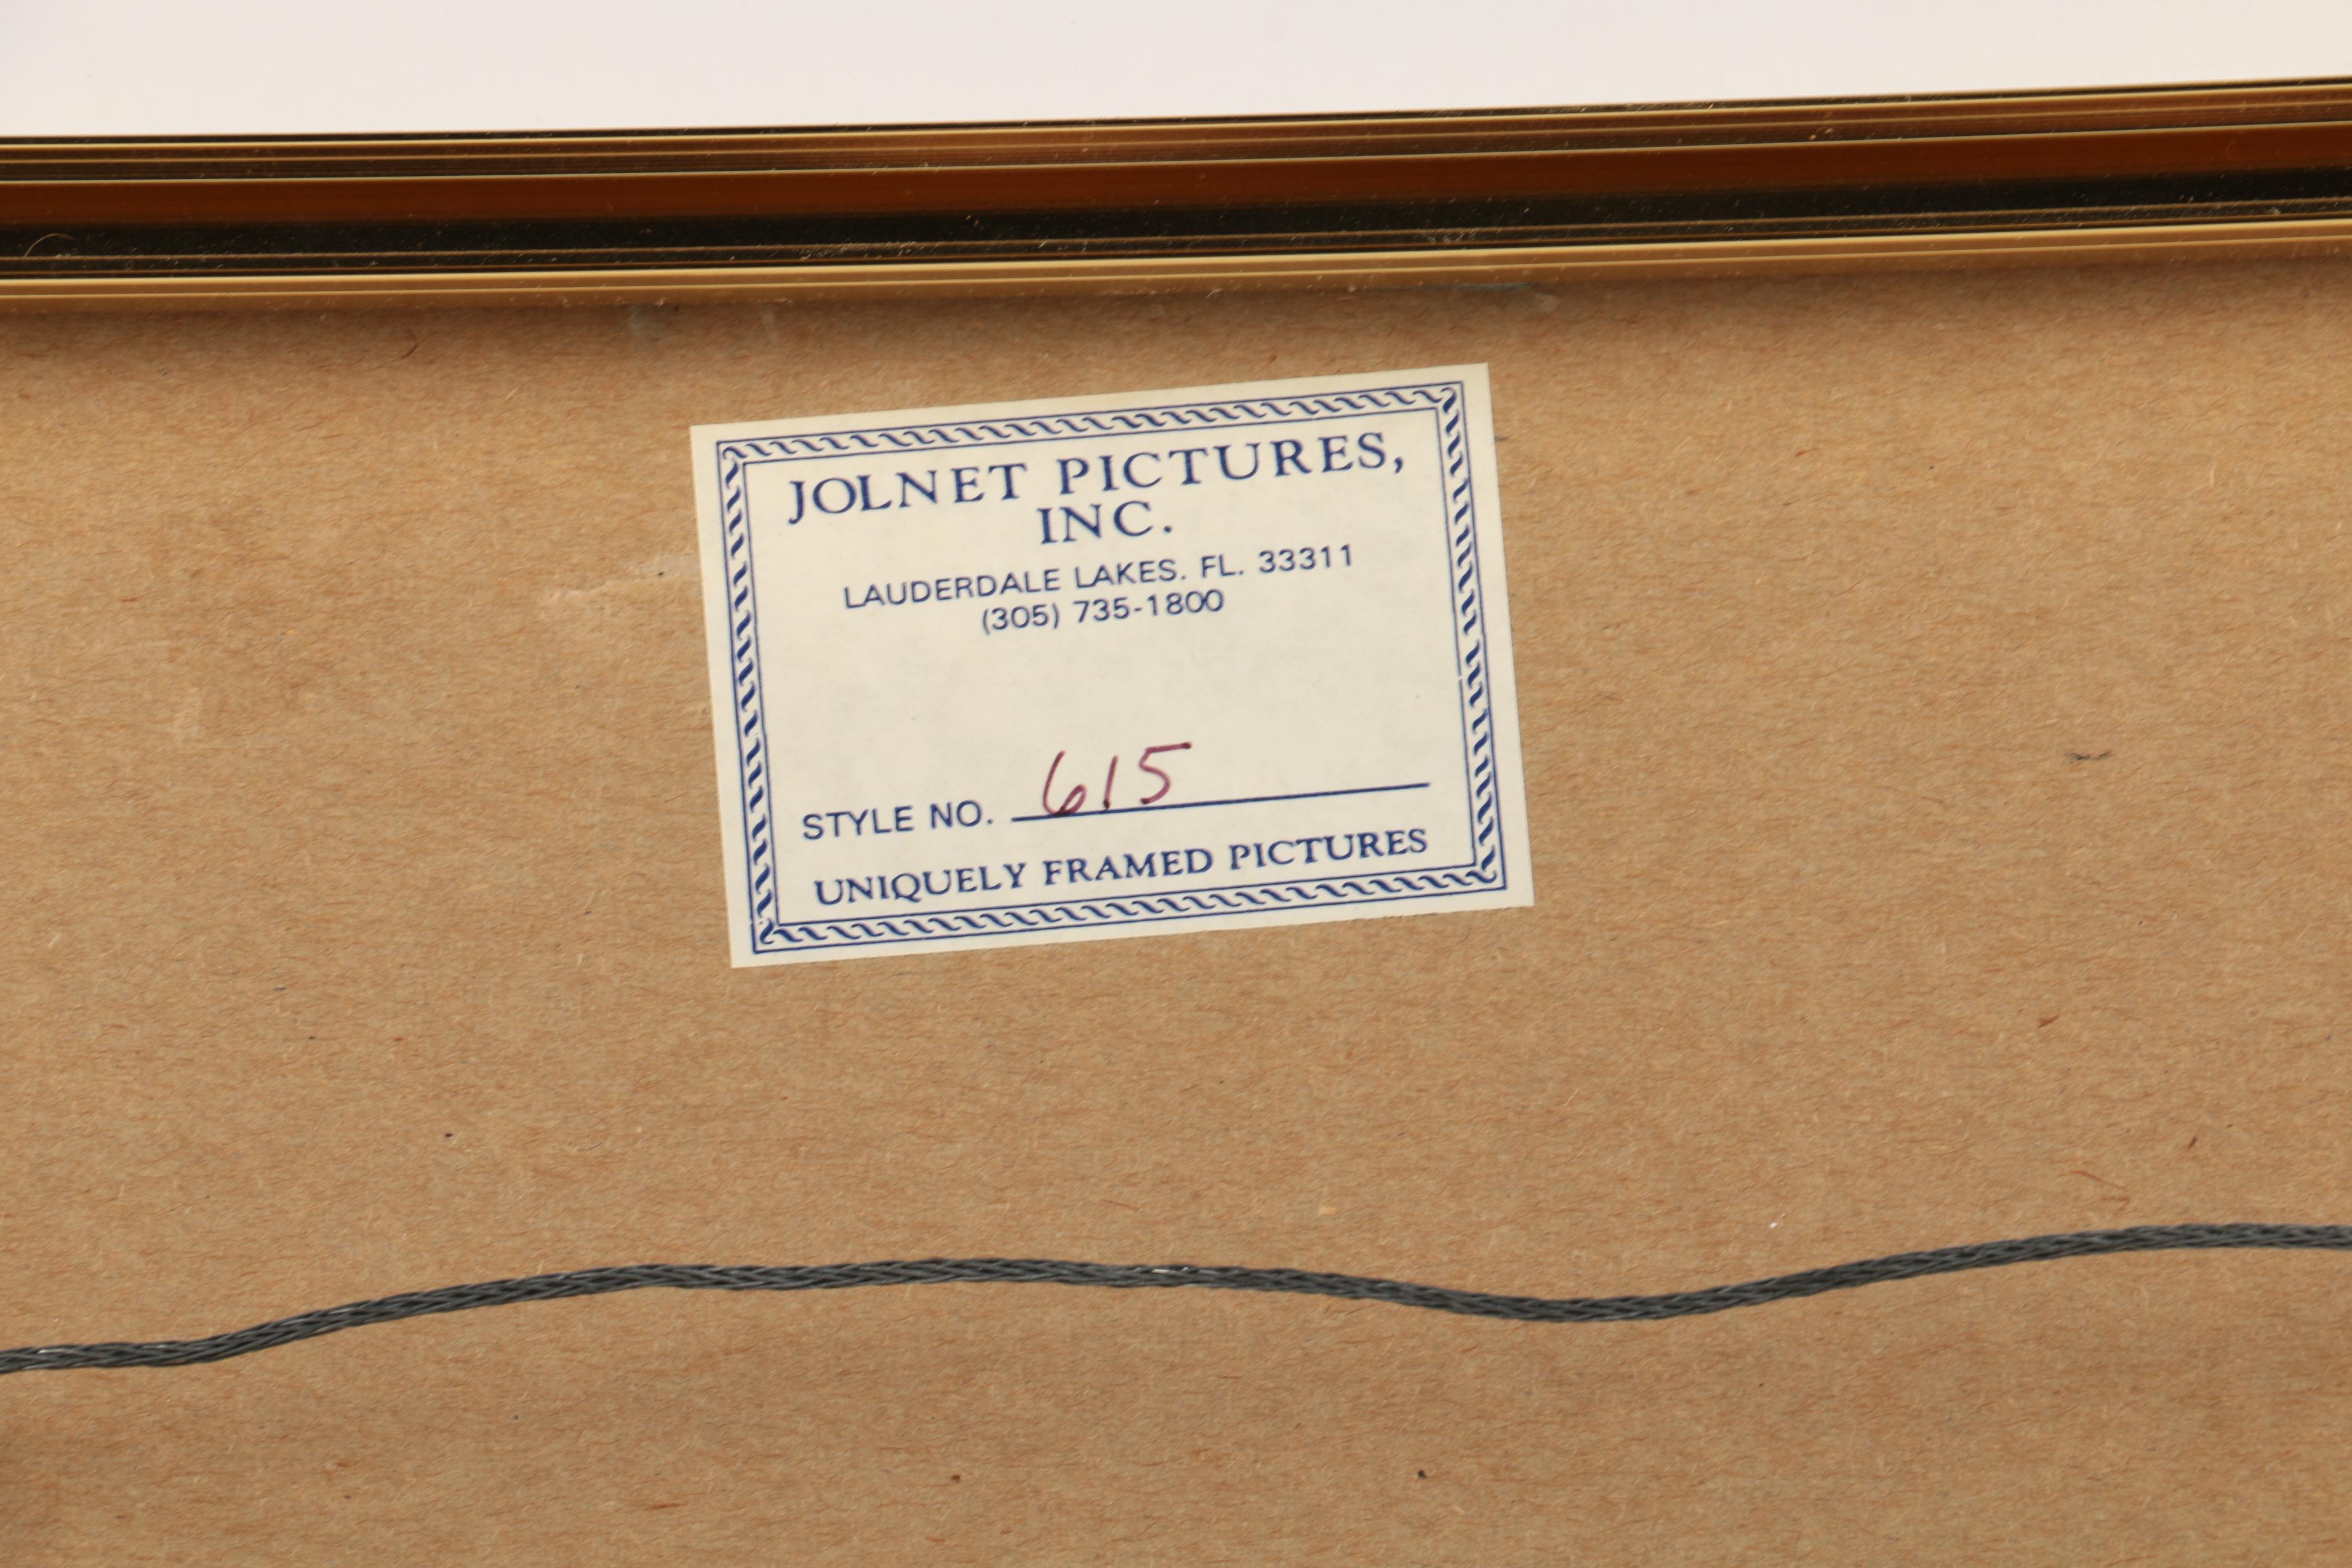 JOLNET PICTURES,
INC.
LAUDERDALE LAKES. FL. 33311
(305) 735-1800
STYLE NO. 615
UNIQUELY FRAMED PICTURES